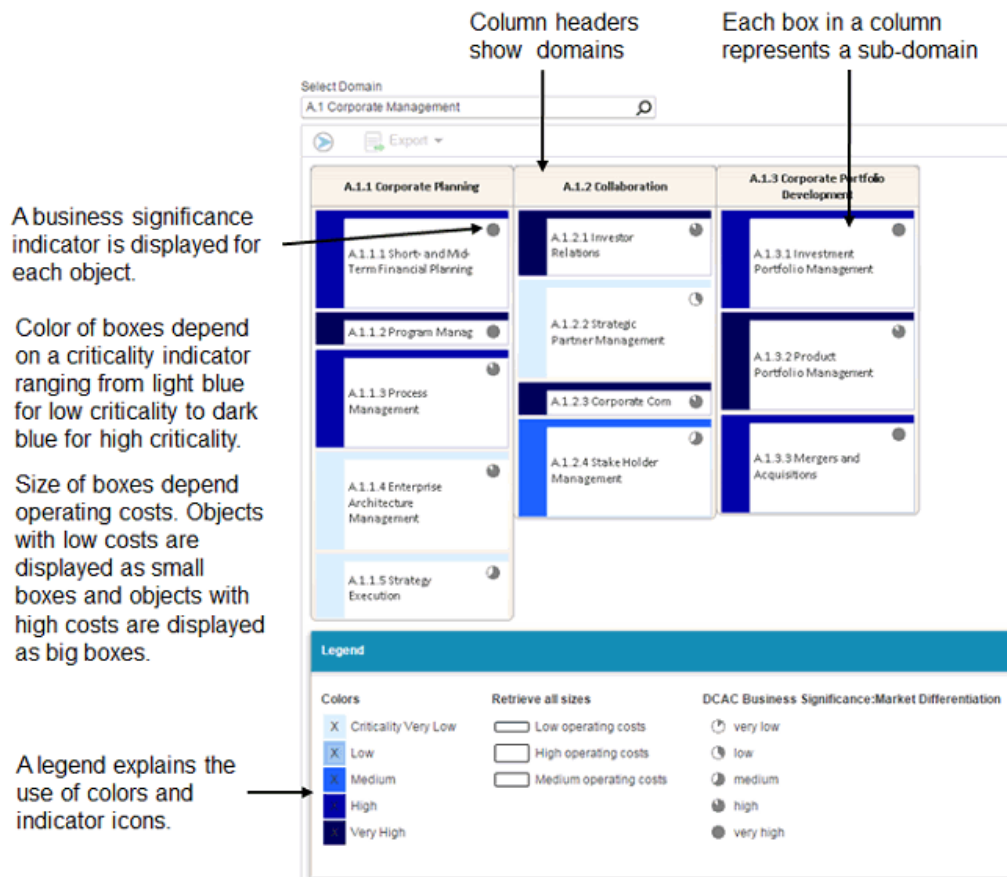 Column headers
show domains
Each box in a column
represents a sub-domain
Select Domain
A.1 Corporate Management
Export
A.1.1 Corporate Planning
A.1.2 Collaboration
A.1.3 Corporate Portfolio
Development
A business significance
indicator is displayed for
each object.
A.1.1.1 Short- and Mid-
Term Financial Planning
A.1.1.2 Program Manag
A.1.1.3 Process
Management
A.1.1.4 Enterprise
Architecture
Management
A.1.1.5 Strategy
Execution
A.1.2.1 Investor
Relations
A.1.2.2 Strategic
Partner Management
A.1.2.3 Corporate Com
A.1.2.4 Stake Holder
Management
A.1.3.1 Investment
Portfolio Management
A.1.3.2 Product
Portfolio Management
A.1.3.3 Mergers and
Acquisitions
Color of boxes depend
on a criticality indicator
ranging from light blue
for low criticality to dark
blue for high criticality.
Size of boxes depend
operating costs. Objects
with low costs are
displayed as small
boxes and objects with
high costs are displayed
as big boxes.
A legend explains the
use of colors and
indicator icons.
Legend
Colors
X Criticality Very Low
X Low
X Medium
X High
X Very High
Retrieve all sizes
Low operating costs
High operating costs
Medium operating costs
DCAC Business Significance:Market Differentiation
very low
low
medium
high
very high